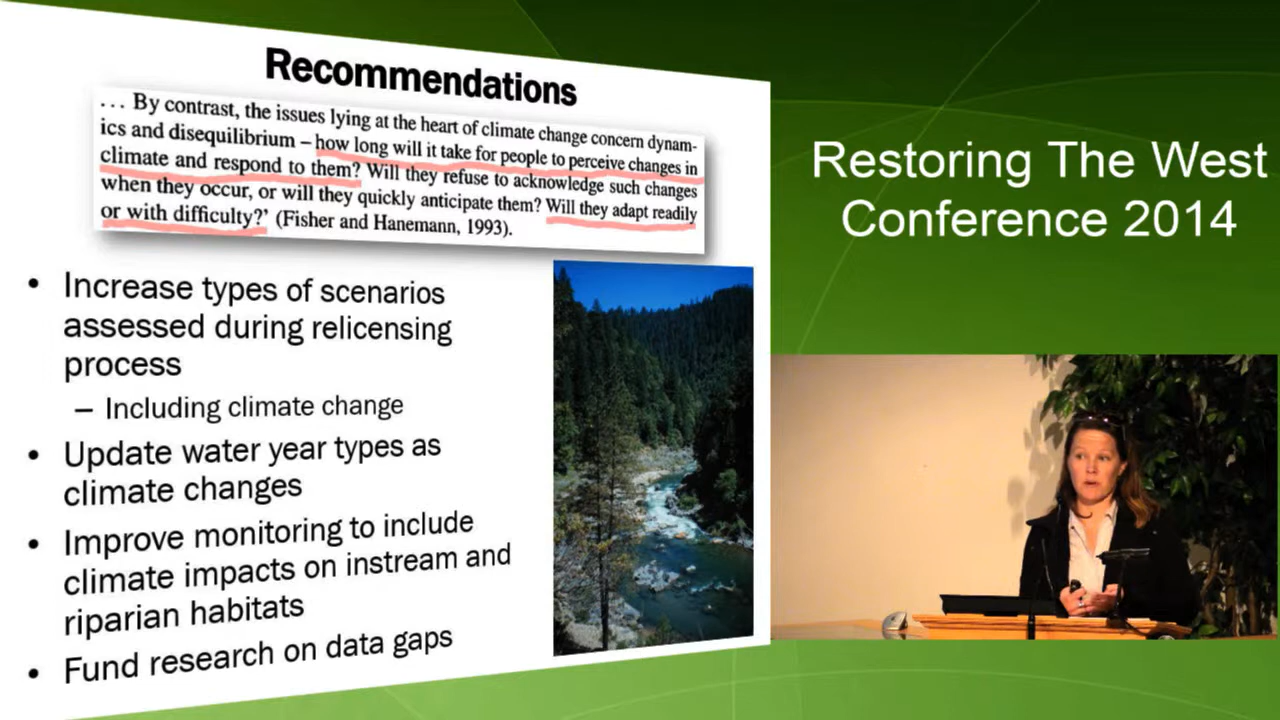 Recommendations
... By contrast, the issues lying at the heart of climate change concern dynam-
ics and disequilibrium – how long will it take for people to perceive changes in
climate and respond to them? Will they refuse to acknowledge such changes
when they occur, or will they quickly anticipate them? Will they adapt readily
or with difficulty?' (Fisher and Hanemann, 1993).
• Increase types of scenarios
assessed during relicensing
process
– Including climate change
• Update water year types as
climate changes
• Improve monitoring to include
climate impacts on instream and
riparian habitats
• Fund research on data gaps
Restoring The West
Conference 2014